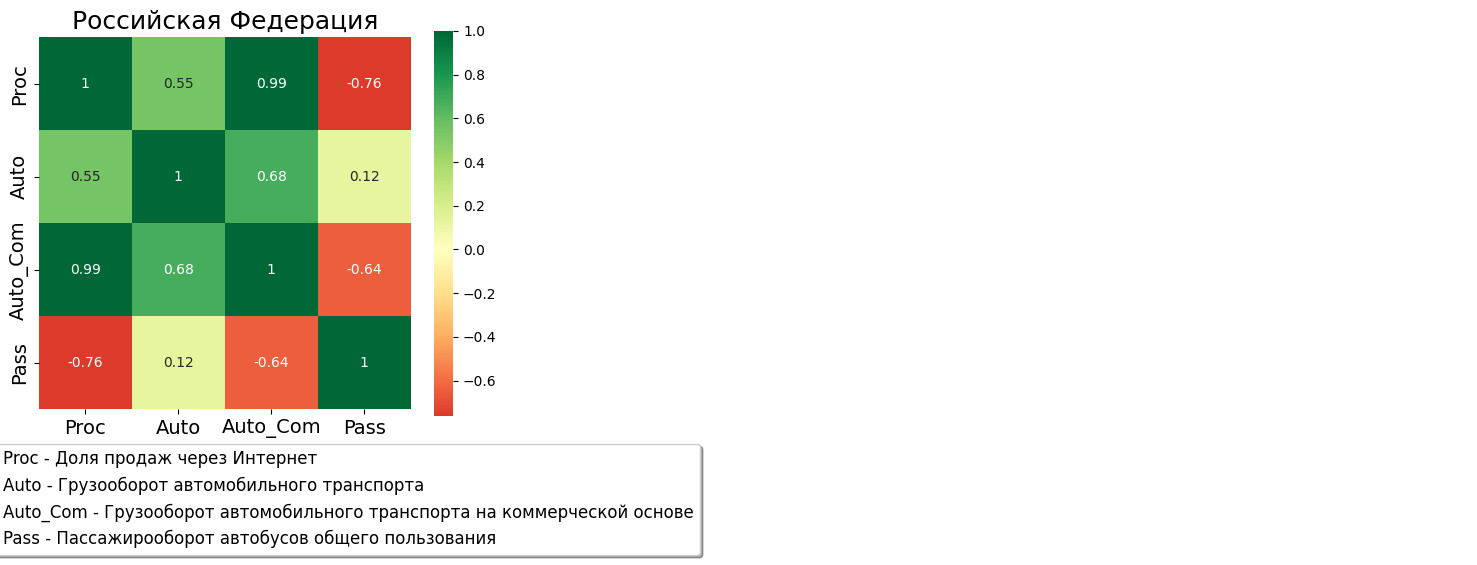 Российская Федерация
1.0
Proc 1 0.55 0.99 -0.76
0.8
0.6
Auto 0.55 1 0.68 0.12
0.4
0.2
0.0
Auto_Com 0.99 0.68 1 -0.64
−0.2
−0.4
Pass -0.76 0.12 -0.64 1
−0.6
Proc Auto Auto_Com Pass
Proc - Доля продаж через Интернет
Auto - Грузооборот автомобильного транспорта
Auto_Com - Грузооборот автомобильного транспорта на коммерческой основе
Pass - Пассажирооборот автобусов общего пользования